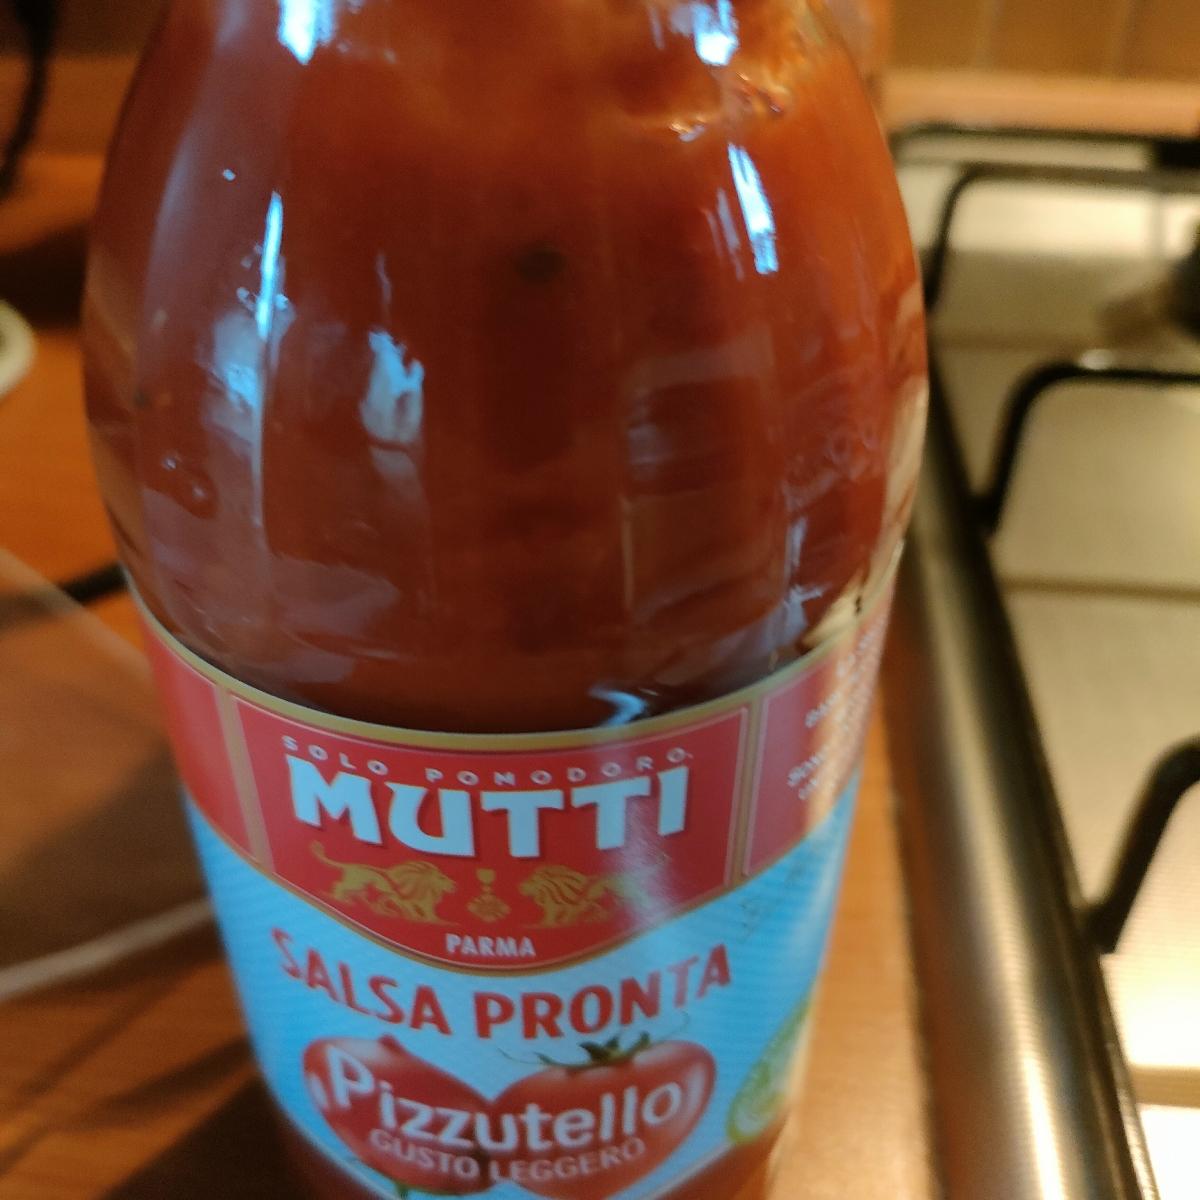 SOLO POMODORO.
MUTTI
PARMA
SALSA PRONTA
Pizzutello
GUSTO LEGGERO